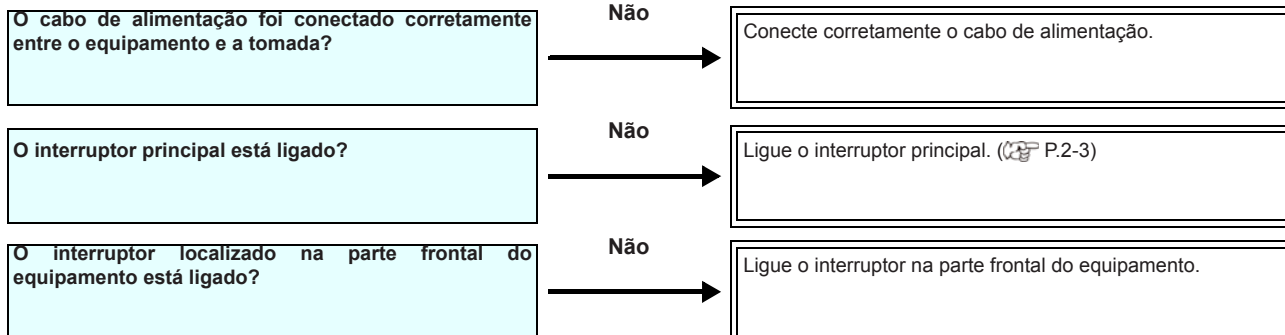 O cabo de alimentação foi conectado corretamente
entre o equipamento e a tomada?
Não
Conecte corretamente o cabo de alimentação.
O interruptor principal está ligado?
Não
Ligue o interruptor principal. ( P.2-3)
O interruptor localizado na parte frontal do
equipamento está ligado?
Não
Ligue o interruptor na parte frontal do equipamento.